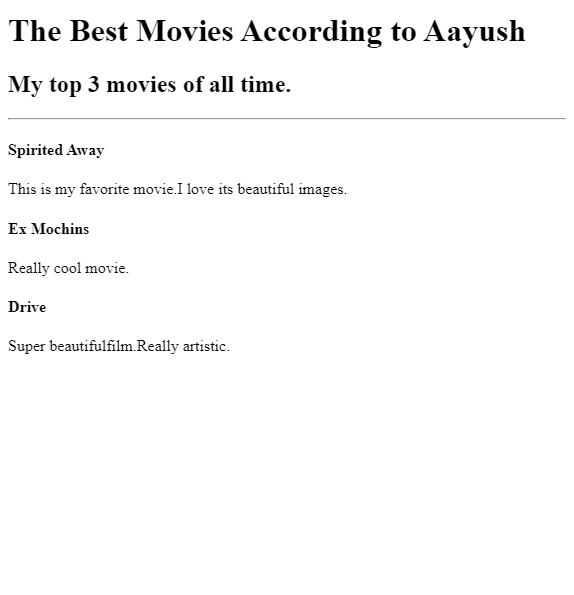 The Best Movies According to Aayush
My top 3 movies of all time.
Spirited Away
This is my favorite movie.I love its beautiful images.
Ex Mochins
Really cool movie.
Drive
Super beautifulfilm.Really artistic.